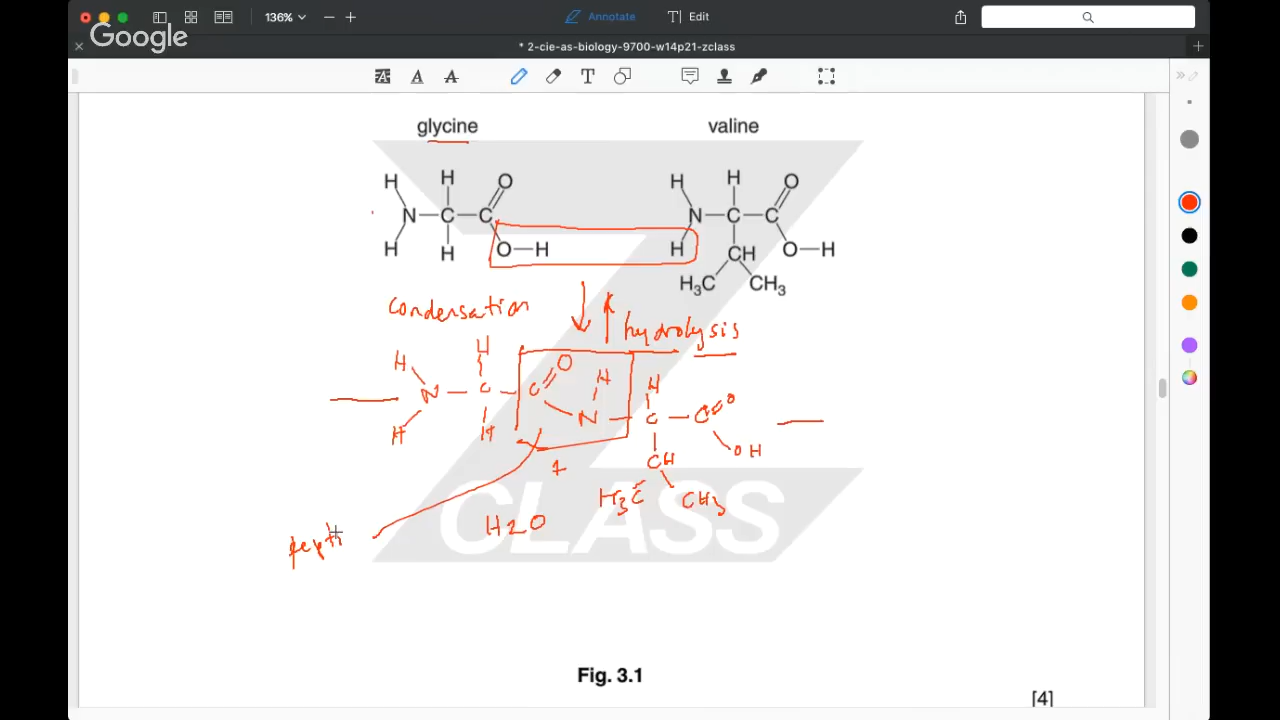 136%
Annotate
T Edit
Google
* 2-cie-as-biology-9700-w14p21-zclass
glycine
valine
H H O
N C C
H H O H
H H O
N C C
H CH O H
H3C CH3
condensation
hydrolysis
H H O H H O
N C C N C C
H H CH OH
H3C CH3
+
H2O
pepti
CLASS
Fig. 3.1
[4]